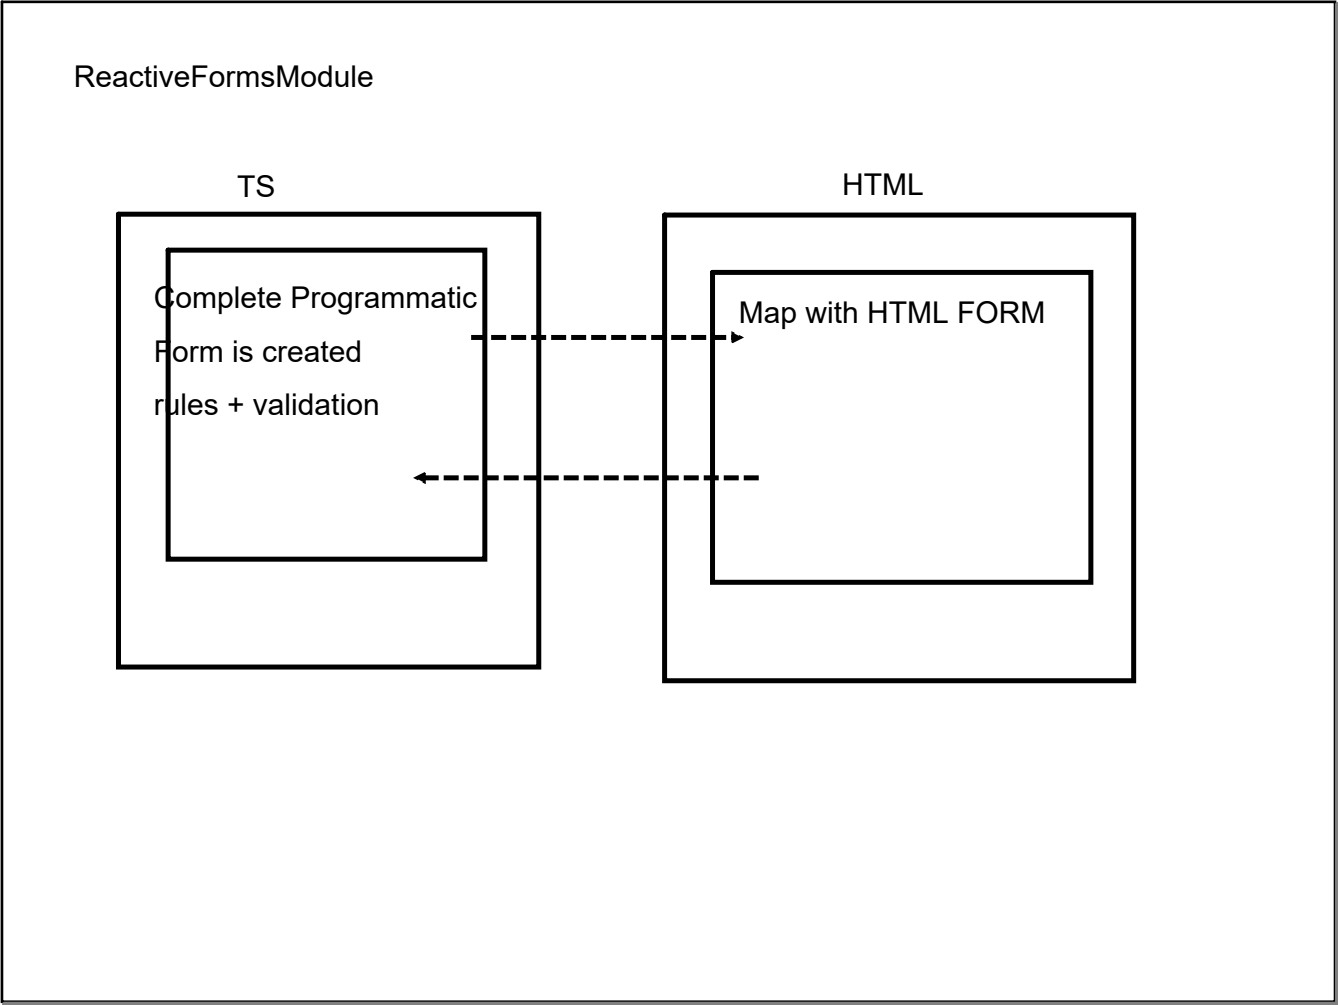 ReactiveFormsModule
TS
HTML
Complete Programmatic
Form is created
rules + validation
Map with HTML FORM